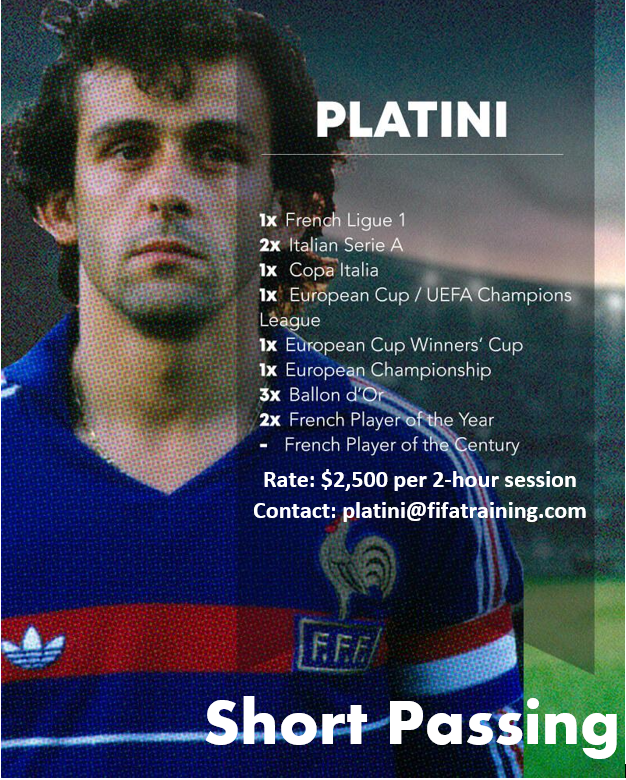 PLATINI
1x French Ligue 1
2x Italian Serie A
1x Copa Italia
1x European Cup / UEFA Champions
League
1x European Cup Winners' Cup
1x European Championship
3x Ballon d'Or
2x French Player of the Year
- French Player of the Century
Rate: $2,500 per 2-hour session
Contact: platini@fifatraining.com
F.F.F
Short Passing